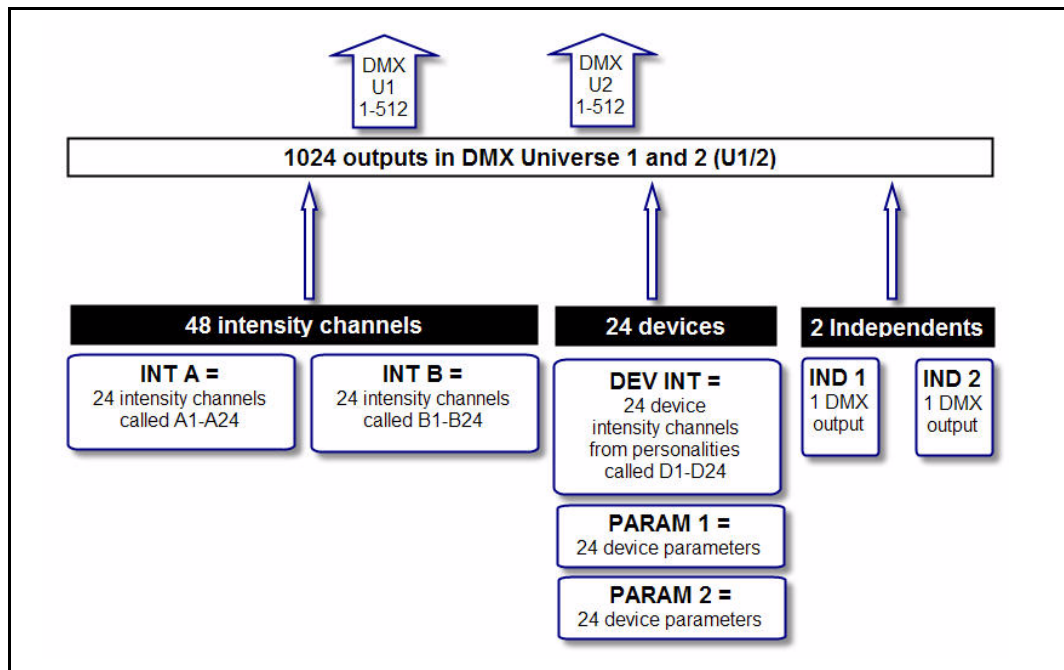 DMX
U1
1-512
DMX
U2
1-512
1024 outputs in DMX Universe 1 and 2 (U1/2)
48 intensity channels
INT A =
24 intensity channels
called A1-A24
INT B =
24 intensity channels
called B1-B24
24 devices
DEV INT =
24 device
intensity channels
from personalities
called D1-D24
PARAM 1 =
24 device parameters
PARAM 2 =
24 device parameters
2 Independents
IND 1
1 DMX
output
IND 2
1 DMX
output